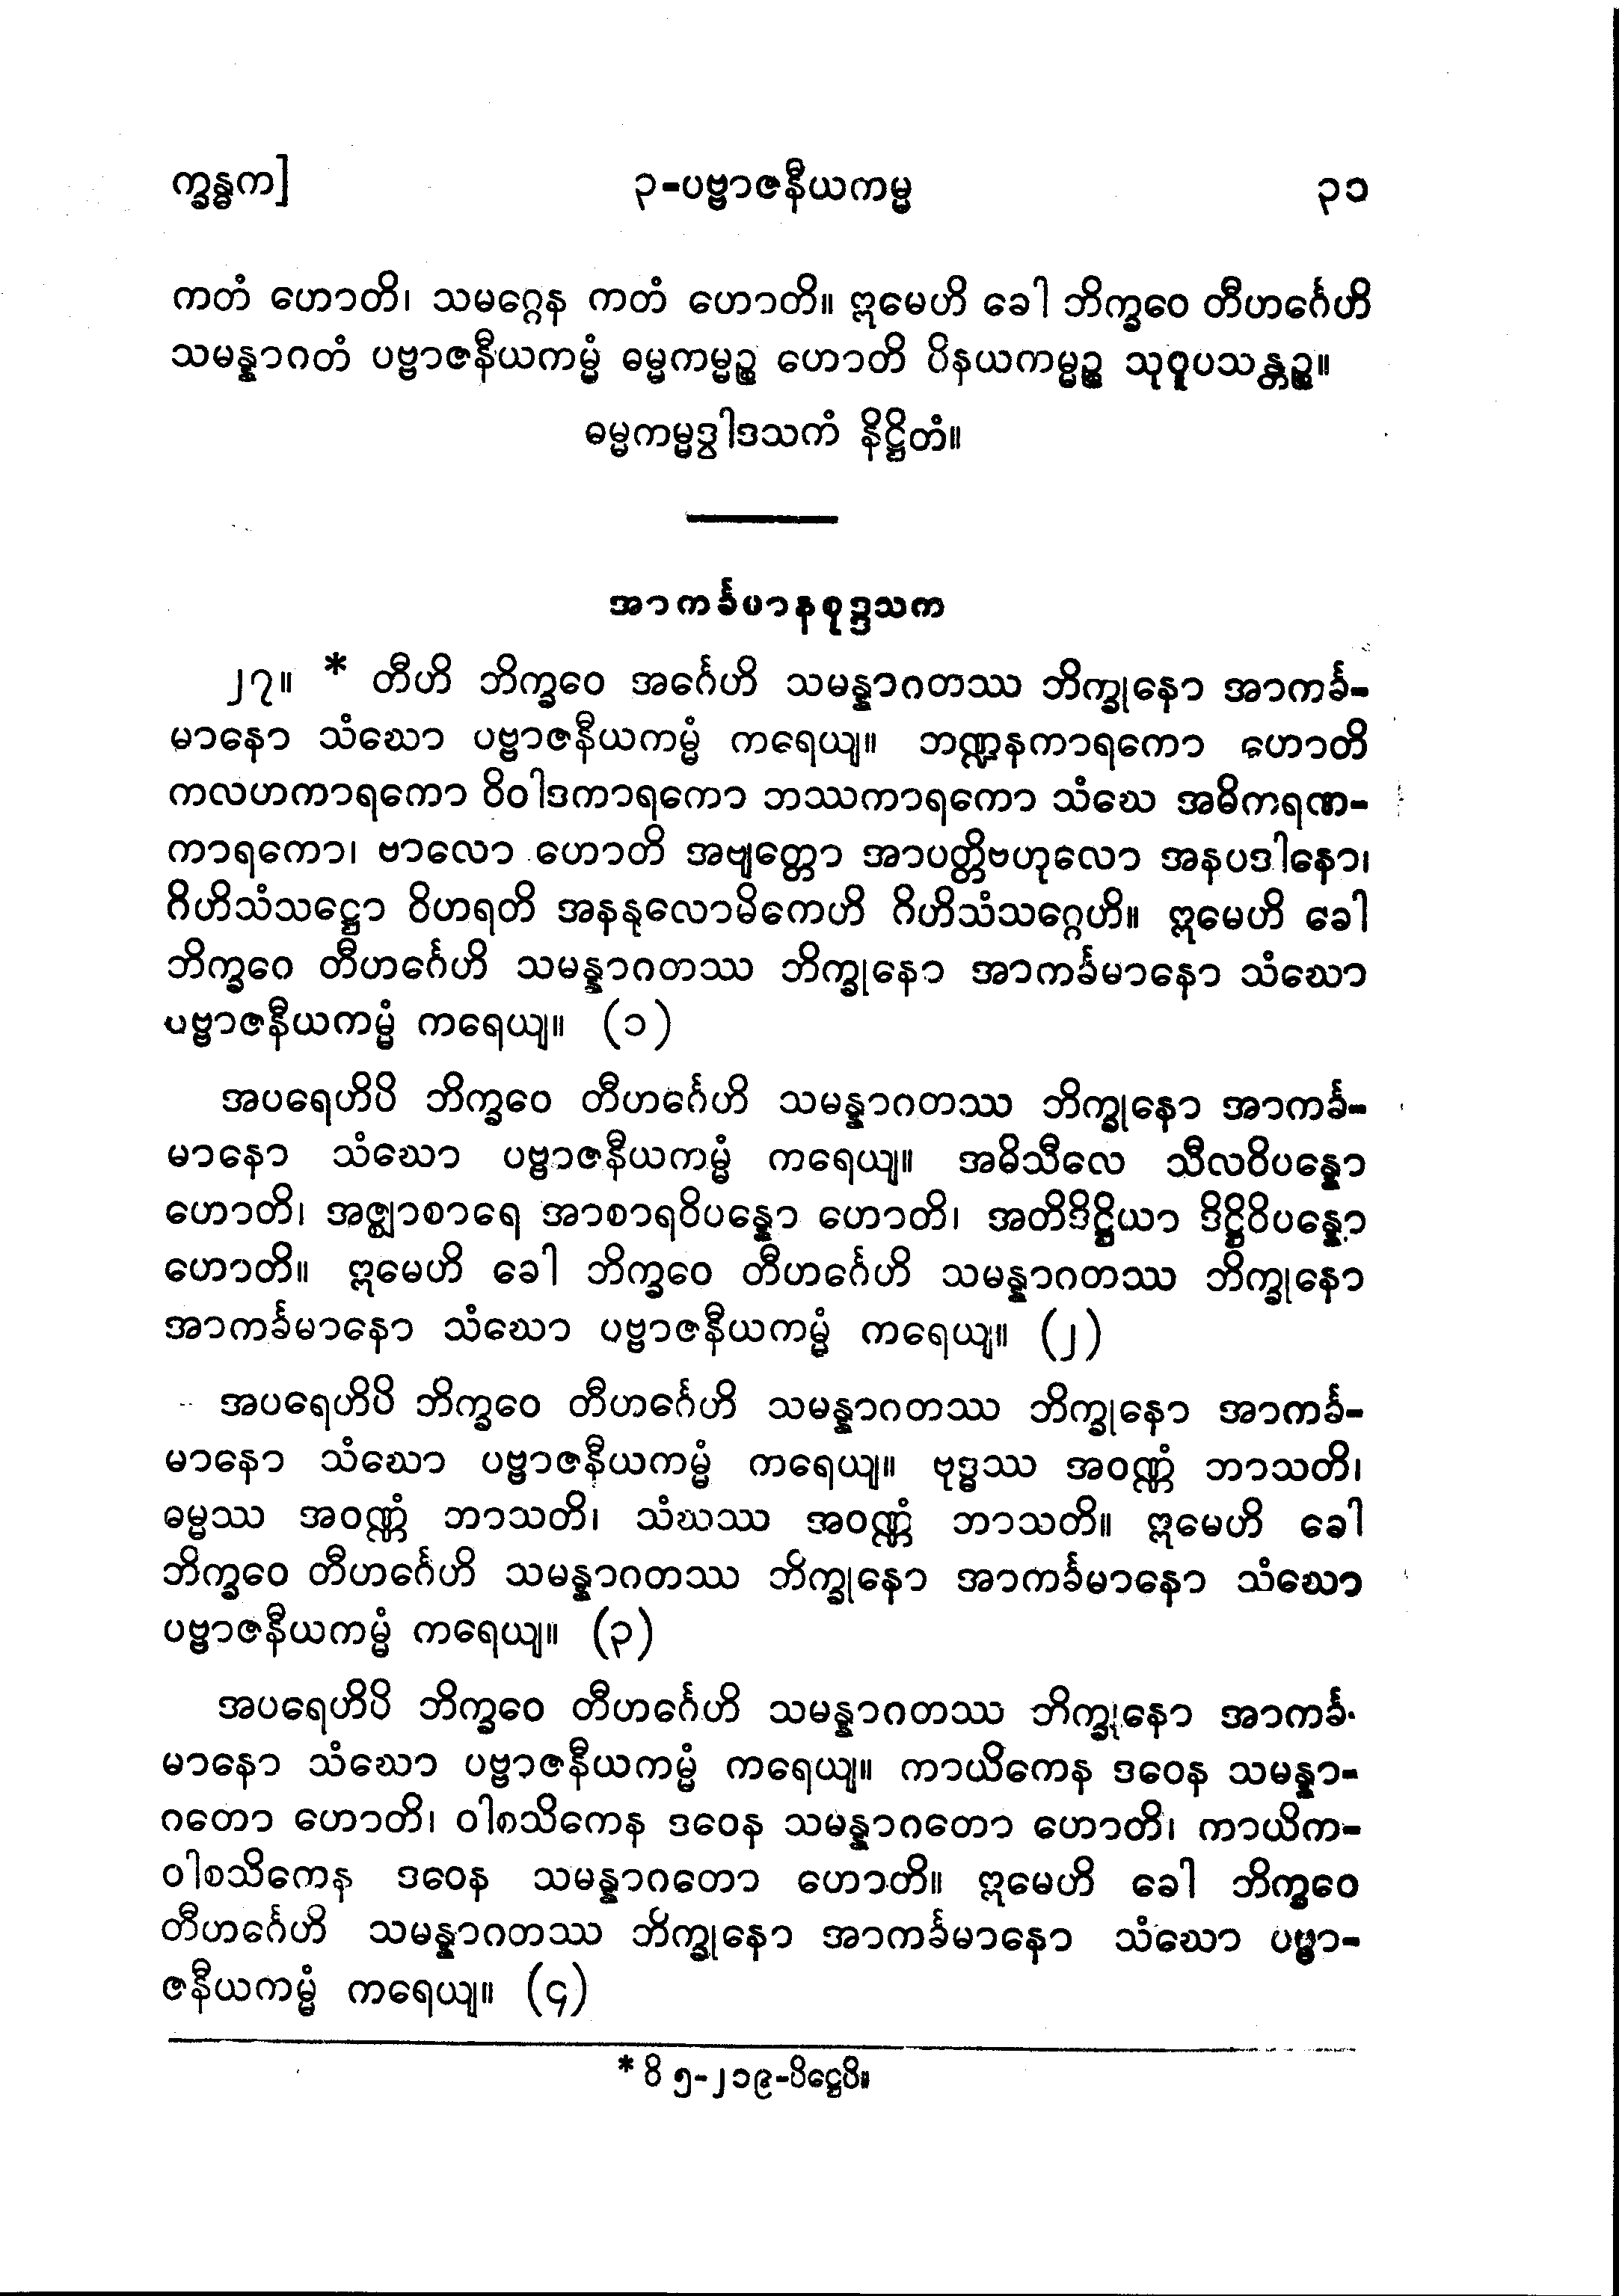 က္ခန္ဓက]
၃-ပဗ္ဗာဇနီယကမ္မ
၃၁
ကတံ ဟောတိ၊ သမဂ္ဂေန ကတံ ဟောတိ။ ဣမေဟိ ခေါ ဘိက္ခဝေ တီဟင်္ဂေဟိ
သမန္နာဂတံ ပဗ္ဗာဇနီယကမ္မံ ဓမ္မကမ္မဉ္စ ဟောတိ ဝိနယကမ္မဉ္စ သုဝူပသန္တဉ္စ။
ဓမ္မကမ္မဒွါဒသကံ နိဋ္ဌိတံ။
အာကင်္ခမာနစုဒ္ဒသက
၂၇။ * တီဟိ ဘိက္ခဝေ အင်္ဂေဟိ သမန္နာဂတဿ ဘိက္ခုနော အာကင်္ခ-
မာနော သံဃော ပဗ္ဗာဇနီယကမ္မံ ကရေယျ။ ဘဏ္ဍနကာရကော ဟောတိ
ကလဟကာရကော ဝိဝါဒကာရကော ဘဿကာရကော သံဃေ အဓိကရဏ-
ကာရကော၊ ဗာလော ဟောတိ အဗျတ္တော အာပတ္တိဗဟုလော အနပဒါနော၊
ဂိဟိသံသဋ္ဌော ဝိဟရတိ အနနုလောမိကေဟိ ဂိဟိသံသဂ္ဂေဟိ။ ဣမေဟိ ခေါ
ဘိက္ခဝေ တီဟင်္ဂေဟိ သမန္နာဂတဿ ဘိက္ခုနော အာကင်္ခမာနော သံဃော
ပဗ္ဗာဇနီယကမ္မံ ကရေယျ။ (၁)
အပရေဟိပိ ဘိက္ခဝေ တီဟင်္ဂေဟိ သမန္နာဂတဿ ဘိက္ခုနော အာကင်္ခ-
မာနော သံဃော ပဗ္ဗာဇနီယကမ္မံ ကရေယျ။ အဓိသီလေ သီလဝိပန္နော
ဟောတိ၊ အဇ္ဈာစာရေ အာစာရဝိပန္နော ဟောတိ၊ အတိဒိဋ္ဌိယာ ဒိဋ္ဌိဝိပန္နော
ဟောတိ။ ဣမေဟိ ခေါ ဘိက္ခဝေ တီဟင်္ဂေဟိ သမန္နာဂတဿ ဘိက္ခုနော
အာကင်္ခမာနော သံဃော ပဗ္ဗာဇနီယကမ္မံ ကရေယျ။ (၂)
အပရေဟိပိ ဘိက္ခဝေ တီဟင်္ဂေဟိ သမန္နာဂတဿ ဘိက္ခုနော အာကင်္ခ-
မာနော သံဃော ပဗ္ဗာဇနီယကမ္မံ ကရေယျ။ ဗုဒ္ဓဿ အဝဏ္ဏံ ဘာသတိ၊
ဓမ္မဿ အဝဏ္ဏံ ဘာသတိ၊ သံဃဿ အဝဏ္ဏံ ဘာသတိ။ ဣမေဟိ ခေါ
ဘိက္ခဝေ တီဟင်္ဂေဟိ သမန္နာဂတဿ ဘိက္ခုနော အာကင်္ခမာနော သံဃော
ပဗ္ဗာဇနီယကမ္မံ ကရေယျ။ (၃)
အပရေဟိပိ ဘိက္ခဝေ တီဟင်္ဂေဟိ သမန္နာဂတဿ ဘိက္ခုနော အာကင်္ခ-
မာနော သံဃော ပဗ္ဗာဇနီယကမ္မံ ကရေယျ။ ကာယိကေန ဒဝေန သမန္နာ-
ဂတော ဟောတိ၊ ဝါစသိကေန ဒဝေန သမန္နာဂတော ဟောတိ၊ ကာယိက-
ဝါစသိကေန ဒဝေန သမန္နာဂတော ဟောတိ။ ဣမေဟိ ခေါ ဘိက္ခဝေ
တီဟင်္ဂေဟိ သမန္နာဂတဿ ဘိက္ခုနော အာကင်္ခမာနော သံဃော ပဗ္ဗာ-
ဇနီယကမ္မံ ကရေယျ။ (၄)
* ဝိ ၅-၂၁၉-ပိဋ္ဌေပိ။